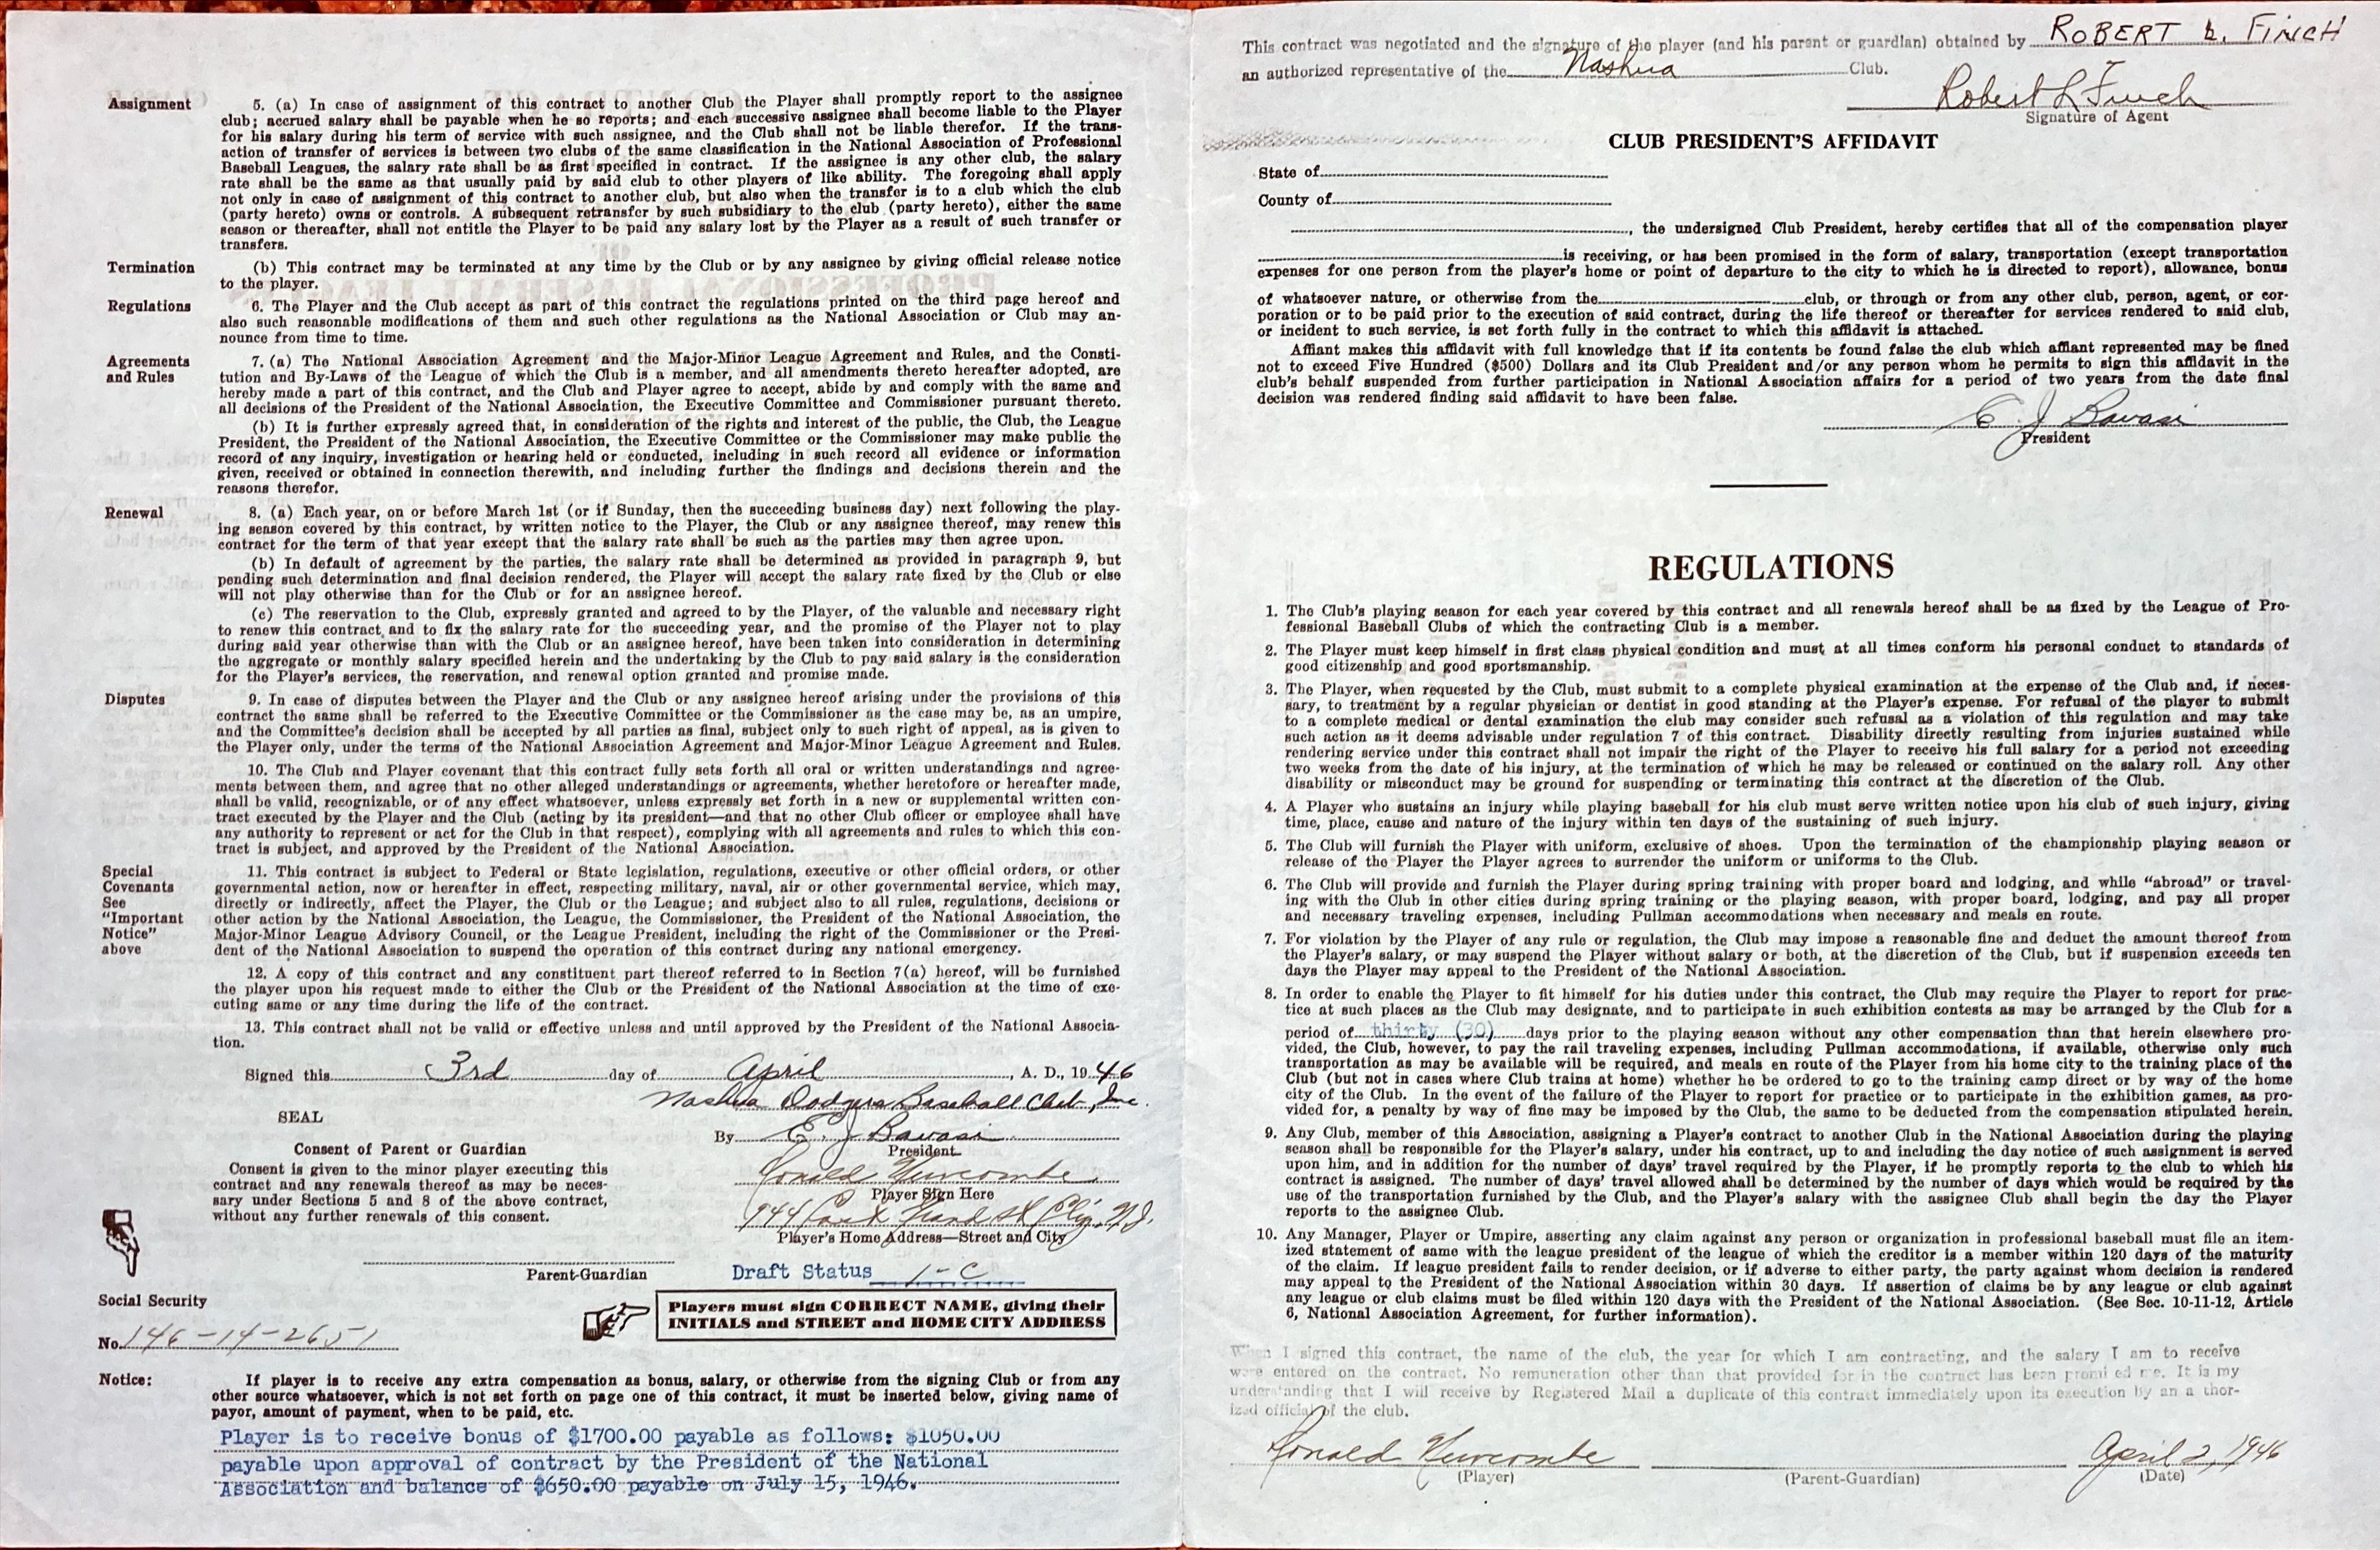 Assignment
5. (a) In case of assignment of this contract to another Club the Player shall promptly report to the assignee
club; accrued salary shall be payable when he so reports; and each successive assignee shall become liable to the Player
for his salary during his term of service with such assignee, and the Club shall not be liable therefor. If the trans-
action of transfer of services is between two clubs of the same classification in the National Association of Professional
Baseball Leagues, the salary rate shall be as first specified in contract. If the assignee is any other club, the salary
rate shall be the same as that usually paid by said club to other players of like ability. The foregoing shall apply
not only in case of assignment of this contract to another club, but also when the transfer is to a club which the club
(party hereto) owns or controls. A subsequent retransfer by such subsidiary to the club (party hereto), either the same
season or thereafter, shall not entitle the Player to be paid any salary lost by the Player as a result of such transfer or
transfers.
Termination
(b) This contract may be terminated at any time by the Club or by any assignee by giving official release notice
to the player.
Regulations
6. The Player and the Club accept as part of this contract the regulations printed on the third page hereof and
also such reasonable modifications of them and such other regulations as the National Association or Club may an-
nounce from time to time.
Agreements
and Rules
7. (a) The National Association Agreement and the Major-Minor League Agreement and Rules, and the Consti-
tution and By-Laws of the League of which the Club is a member, and all amendments thereto hereafter adopted, are
hereby made a part of this contract, and the Club and Player agree to accept, abide by and comply with the same and
all decisions of the President of the National Association, the Executive Committee and Commissioner pursuant thereto.
(b) It is further expressly agreed that, in consideration of the rights and interest of the public, the Club, the League
President, the President of the National Association, the Executive Committee or the Commissioner may make public the
record of any inquiry, investigation or hearing held or conducted, including in such record all evidence or information
given, received or obtained in connection therewith, and including further the findings and decisions therein and the
reasons therefor.
Renewal
8. (a) Each year, on or before March 1st (or if Sunday, then the succeeding business day) next following the play-
ing season covered by this contract, by written notice to the Player, the Club or any assignee thereof, may renew this
contract for the term of that year except that the salary rate shall be such as the parties may then agree upon.
(b) In default of agreement by the parties, the salary rate shall be determined as provided in paragraph 9, but
pending such determination and final decision rendered, the Player will accept the salary rate fixed by the Club or else
will not play otherwise than for the Club or for an assignee hereof.
(c) The reservation to the Club, expressly granted and agreed to by the Player, of the valuable and necessary right
to renew this contract and to fix the salary rate for the succeeding year, and the promise of the Player not to play
during said year otherwise than with the Club or an assignee hereof, have been taken into consideration in determining
the aggregate or monthly salary specified herein and the undertaking by the Club to pay said salary is the consideration
for the Player's services, the reservation, and renewal option granted and promise made.
Disputes
9. In case of disputes between the Player and the Club or any assignee hereof arising under the provisions of this
contract the same shall be referred to the Executive Committee or the Commissioner as the case may be, as an umpire,
and the Committee's decision shall be accepted by all parties as final, subject only to such right of appeal, as is given to
the Player only, under the terms of the National Association Agreement and Major-Minor League Agreement and Rules.
10. The Club and Player covenant that this contract fully sets forth all oral or written understandings and agree-
ments between them, and agree that no other alleged understandings or agreements, whether heretofore or hereafter made,
shall be valid, recognizable, or of any effect whatsoever, unless expressly set forth in a new or supplemental written con-
tract executed by the Player and the Club (acting by its president—and that no other Club officer or employee shall have
any authority to represent or act for the Club in that respect), complying with all agreements and rules to which this con-
tract is subject, and approved by the President of the National Association.
Special
Covenants
See
"Important
Notice"
above
11. This contract is subject to Federal or State legislation, regulations, executive or other official orders, or other
governmental action, now or hereafter in effect, respecting military, naval, air or other governmental service, which may,
directly or indirectly, affect the Player, the Club or the League; and subject also to all rules, regulations, decisions or
other action by the National Association, the League, the Commissioner, the President of the National Association, the
Major-Minor League Advisory Council, or the League President, including the right of the Commissioner or the Presi-
dent of the National Association to suspend the operation of this contract during any national emergency.
12. A copy of this contract and any constituent part thereof referred to in Section 7(a) hereof, will be furnished
the player upon his request made to either the Club or the President of the National Association at the time of exe-
cuting same or any time during the life of the contract.
13. This contract shall not be valid or effective unless and until approved by the President of the National Associa-
tion.
Signed this 3rd day of April, A. D., 1946
Nashua Dodgers Baseball Club, Inc.
SEAL
By E. J. Bavasi
President
Consent of Parent or Guardian
Consent is given to the minor player executing this
contract and any renewals thereof as may be neces-
sary under Sections 5 and 8 of the above contract,
without any further renewals of this consent.
Donald Newcombe
Player Sign Here
Player's Home Address—Street and City
Parent-Guardian
Draft Status 1-C
Social Security
No. 146-14-2651
Players must sign CORRECT NAME, giving their
INITIALS and STREET and HOME CITY ADDRESS
Notice:
If player is to receive any extra compensation as bonus, salary, or otherwise from the signing Club or from any
other source whatsoever, which is not set forth on page one of this contract, it must be inserted below, giving name of
payor, amount of payment, when to be paid, etc.
Player is to receive bonus of $1700.00 payable as follows: $1050.00
payable upon approval of contract by the President of the National
Association and balance of $650.00 payable on July 15, 1946.
This contract was negotiated and the signature of the player (and his parent or guardian) obtained by ROBERT L. FINCH
an authorized representative of the Nashua Club.
Robert L Finch
Signature of Agent
CLUB PRESIDENT'S AFFIDAVIT
State of
County of
, the undersigned Club President, hereby certifies that all of the compensation player
is receiving, or has been promised in the form of salary, transportation (except transportation
expenses for one person from the player's home or point of departure to the city to which he is directed to report), allowance, bonus
of whatsoever nature, or otherwise from the club, or through or from any other club, person, agent, or cor-
poration or to be paid prior to the execution of said contract, during the life thereof or thereafter for services rendered to said club,
or incident to such service, is set forth fully in the contract to which this affidavit is attached.
Affiant makes this affidavit with full knowledge that if its contents be found false the club which affiant represented may be fined
not to exceed Five Hundred ($500) Dollars and its Club President and/or any person whom he permits to sign this affidavit in the
club's behalf suspended from further participation in National Association affairs for a period of two years from the date final
decision was rendered finding said affidavit to have been false.
E. J. Bavasi
President
REGULATIONS
1. The Club's playing season for each year covered by this contract and all renewals hereof shall be as fixed by the League of Pro-
fessional Baseball Clubs of which the contracting Club is a member.
2. The Player must keep himself in first class physical condition and must at all times conform his personal conduct to standards of
good citizenship and good sportsmanship.
3. The Player, when requested by the Club, must submit to a complete physical examination at the expense of the Club and, if neces-
sary, to treatment by a regular physician or dentist in good standing at the Player's expense. For refusal of the player to submit
to a complete medical or dental examination the club may consider such refusal as a violation of this regulation and may take
such action as it deems advisable under regulation 7 of this contract. Disability directly resulting from injuries sustained while
rendering service under this contract shall not impair the right of the Player to receive his full salary for a period not exceeding
two weeks from the date of his injury, at the termination of which he may be released or continued on the salary roll. Any other
disability or misconduct may be ground for suspending or terminating this contract at the discretion of the Club.
4. A Player who sustains an injury while playing baseball for his club must serve written notice upon his club of such injury, giving
time, place, cause and nature of the injury within ten days of the sustaining of such injury.
5. The Club will furnish the Player with uniform, exclusive of shoes. Upon the termination of the championship playing season or
release of the Player the Player agrees to surrender the uniform or uniforms to the Club.
6. The Club will provide and furnish the Player during spring training with proper board and lodging, and while "abroad" or travel-
ing with the Club in other cities during spring training or the playing season, with proper board, lodging, and pay all proper
and necessary traveling expenses, including Pullman accommodations when necessary and meals en route.
7. For violation by the Player of any rule or regulation, the Club may impose a reasonable fine and deduct the amount thereof from
the Player's salary, or may suspend the Player without salary or both, at the discretion of the Club, but if suspension exceeds ten
days the Player may appeal to the President of the National Association.
8. In order to enable the Player to fit himself for his duties under this contract, the Club may require the Player to report for prac-
tice at such places as the Club may designate, and to participate in such exhibition contests as may be arranged by the Club for a
period of thirty (30) days prior to the playing season without any other compensation than that herein elsewhere pro-
vided, the Club, however, to pay the rail traveling expenses, including Pullman accommodations, if available, otherwise only such
transportation as may be available will be required, and meals en route of the Player from his home city to the training place of the
Club (but not in cases where Club trains at home) whether he be ordered to go to the training camp direct or by way of the home
city of the Club. In the event of the failure of the Player to report for practice or to participate in the exhibition games, as pro-
vided for, a penalty by way of fine may be imposed by the Club, the same to be deducted from the compensation stipulated herein.
9. Any Club, member of this Association, assigning a Player's contract to another Club in the National Association during the playing
season shall be responsible for the Player's salary, under his contract, up to and including the day notice of such assignment is served
upon him, and in addition for the number of days' travel required by the Player, if he promptly reports to the club to which his
contract is assigned. The number of days' travel allowed shall be determined by the number of days which would be required by the
use of the transportation furnished by the Club, and the Player's salary with the assignee Club shall begin the day the Player
reports to the assignee Club.
10. Any Manager, Player or Umpire, asserting any claim against any person or organization in professional baseball must file an item-
ized statement of same with the league president of the league of which the creditor is a member within 120 days of the maturity
of the claim. If league president fails to render decision, or if adverse to either party, the party against whom decision is rendered
may appeal to the President of the National Association within 30 days. If assertion of claims be by any league or club against
any league or club claims must be filed within 120 days with the President of the National Association. (See Sec. 10-11-12, Article
6, National Association Agreement, for further information).
When I signed this contract, the name of the club, the year for which I am contracting, and the salary I am to receive
were entered on the contract. No remuneration other than that provided for in the contract has been promi ed me. It is my
understanding that I will receive by Registered Mail a duplicate of this contract immediately upon its execution by an a thor-
ized official of the club.
Donald Newcombe
April 2, 1946
(Player)
(Parent-Guardian)
(Date)